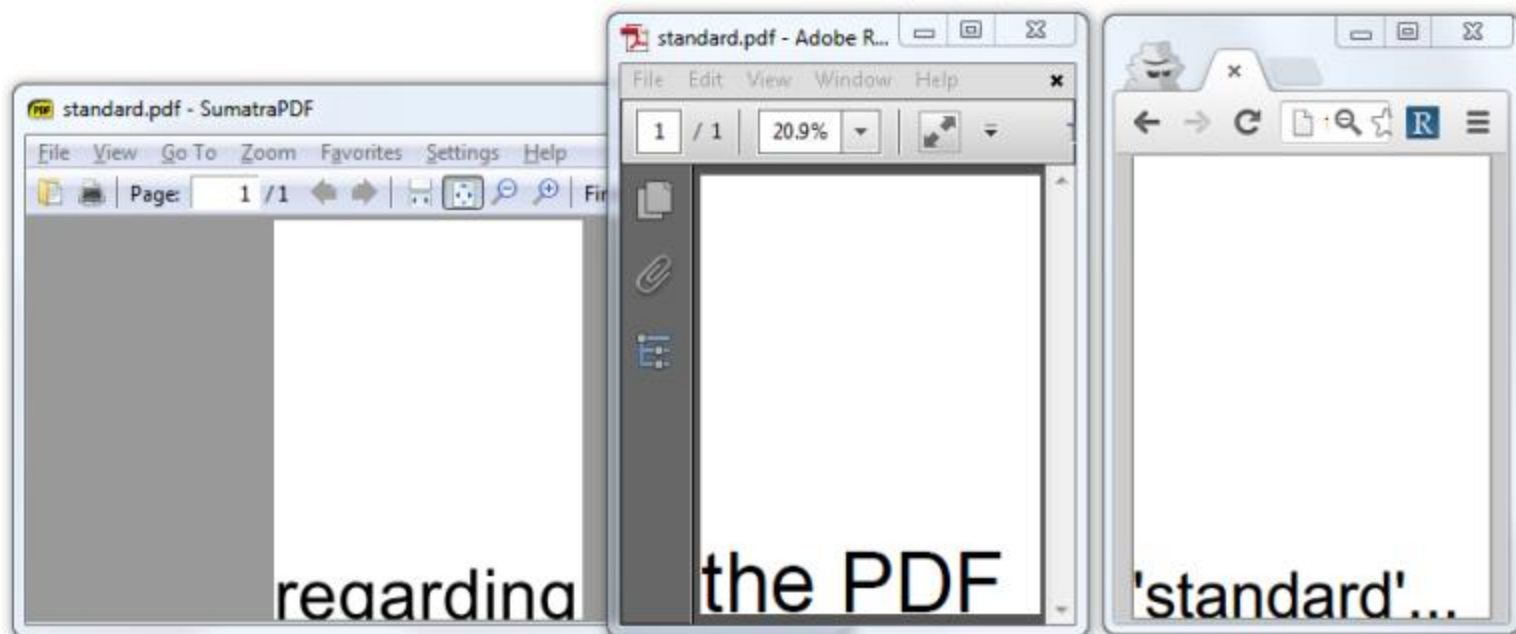 standard.pdf - SumatraPDF
File View Go To Zoom Favorites Settings Help
Page: 1 / 1 Fir
regarding
standard.pdf - Adobe R...
File Edit View Window Help
1 / 1 20.9%
the PDF
R
'standard'...